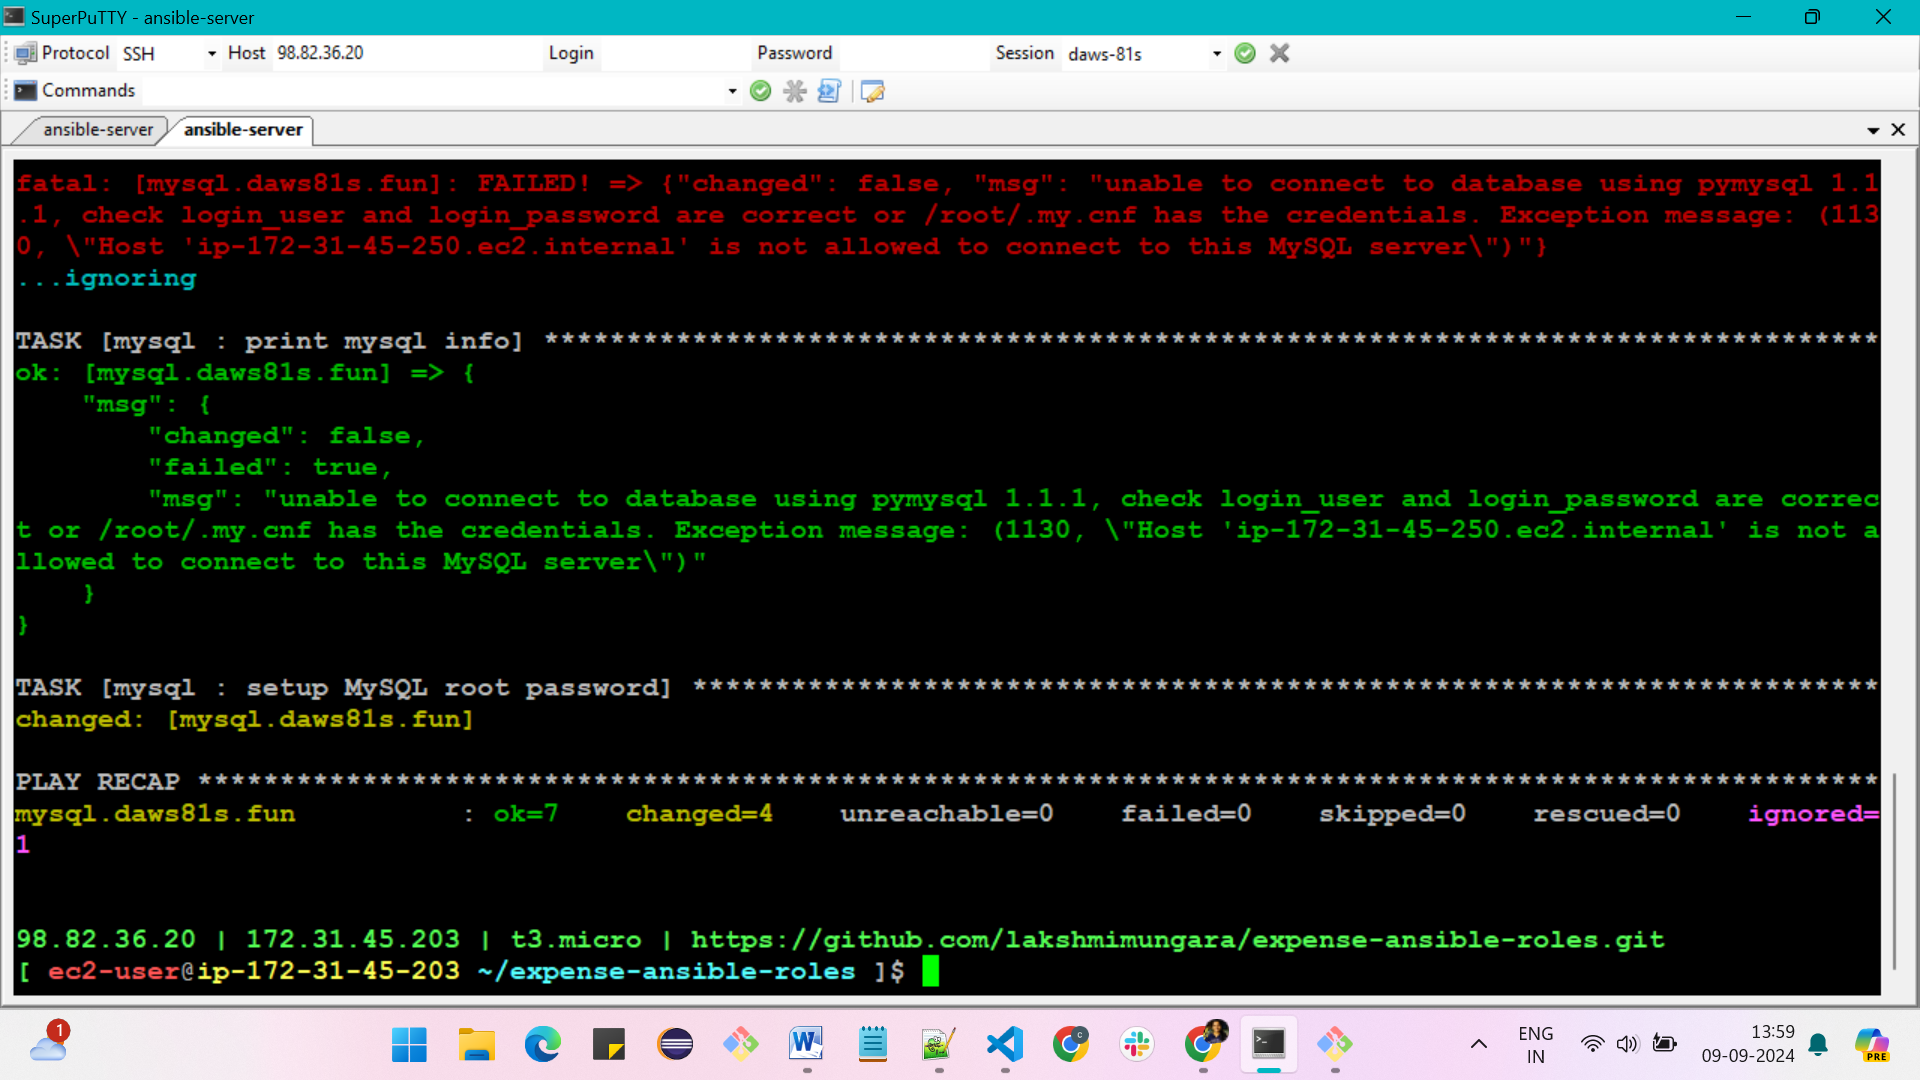 SuperPuTTY - ansible-server
Protocol SSH Host 98.82.36.20 Login Password Session daws-81s
Commands
ansible-server ansible-server
fatal: [mysql.daws81s.fun]: FAILED! => {"changed": false, "msg": "unable to connect to database using pymysql 1.1
.1, check login_user and login_password are correct or /root/.my.cnf has the credentials. Exception message: (113
0, \"Host 'ip-172-31-45-250.ec2.internal' is not allowed to connect to this MySQL server\")"}
...ignoring
TASK [mysql : print mysql info] *********************************************************************************
ok: [mysql.daws81s.fun] => {
"msg": {
"changed": false,
"failed": true,
"msg": "unable to connect to database using pymysql 1.1.1, check login_user and login_password are correc
t or /root/.my.cnf has the credentials. Exception message: (1130, \"Host 'ip-172-31-45-250.ec2.internal' is not a
llowed to connect to this MySQL server\")"
}
}
TASK [mysql : setup MySQL root password] ************************************************************************
changed: [mysql.daws81s.fun]
PLAY RECAP ******************************************************************************************************
mysql.daws81s.fun : ok=7 changed=4 unreachable=0 failed=0 skipped=0 rescued=0 ignored=
1
98.82.36.20 | 172.31.45.203 | t3.micro | https://github.com/lakshmimungara/expense-ansible-roles.git
[ ec2-user@ip-172-31-45-203 ~/expense-ansible-roles ]$
1
ENG
IN
13:59
09-09-2024
PRE